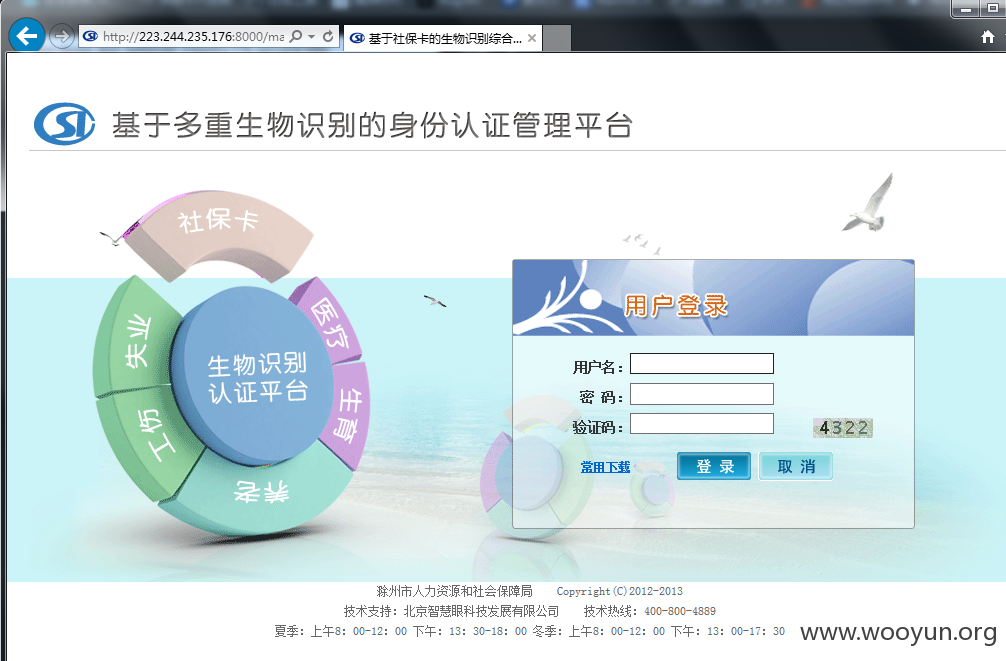 http://223.244.235.176:8000/ma
基于社保卡的生物识别综合...
CSI
基于多重生物识别的身份认证管理平台
社保卡
医疗
生育
养老
工伤
失业
生物识别
认证平台
用户登录
用户名：
密 码：
验证码：
4322
常用下载
登 录
取 消
滁州市人力资源和社会保障局 Copyright(C)2012-2013
技术支持：北京智慧眼科技发展有限公司 技术热线：400-800-4889
夏季：上午8：00-12：00 下午：13：30-18：00 冬季：上午8：00-12：00 下午：13：00-17：30
www.wooyun.org